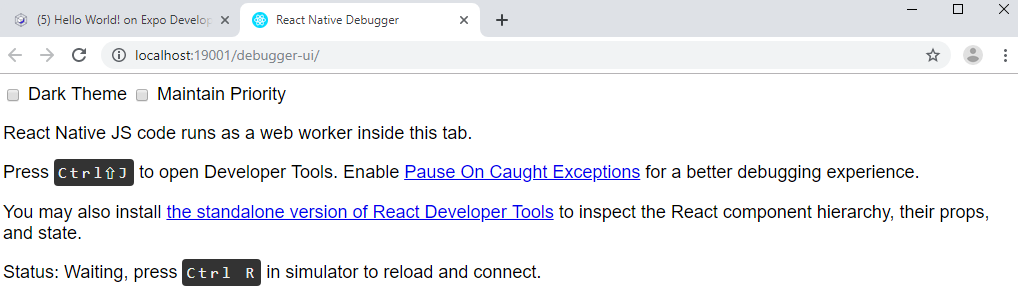 (5) Hello World! on Expo Develop
React Native Debugger
localhost:19001/debugger-ui/
Dark Theme Maintain Priority
React Native JS code runs as a web worker inside this tab.
Press Ctrl⇧J to open Developer Tools. Enable Pause On Caught Exceptions for a better debugging experience.
You may also install the standalone version of React Developer Tools to inspect the React component hierarchy, their props,
and state.
Status: Waiting, press Ctrl R in simulator to reload and connect.